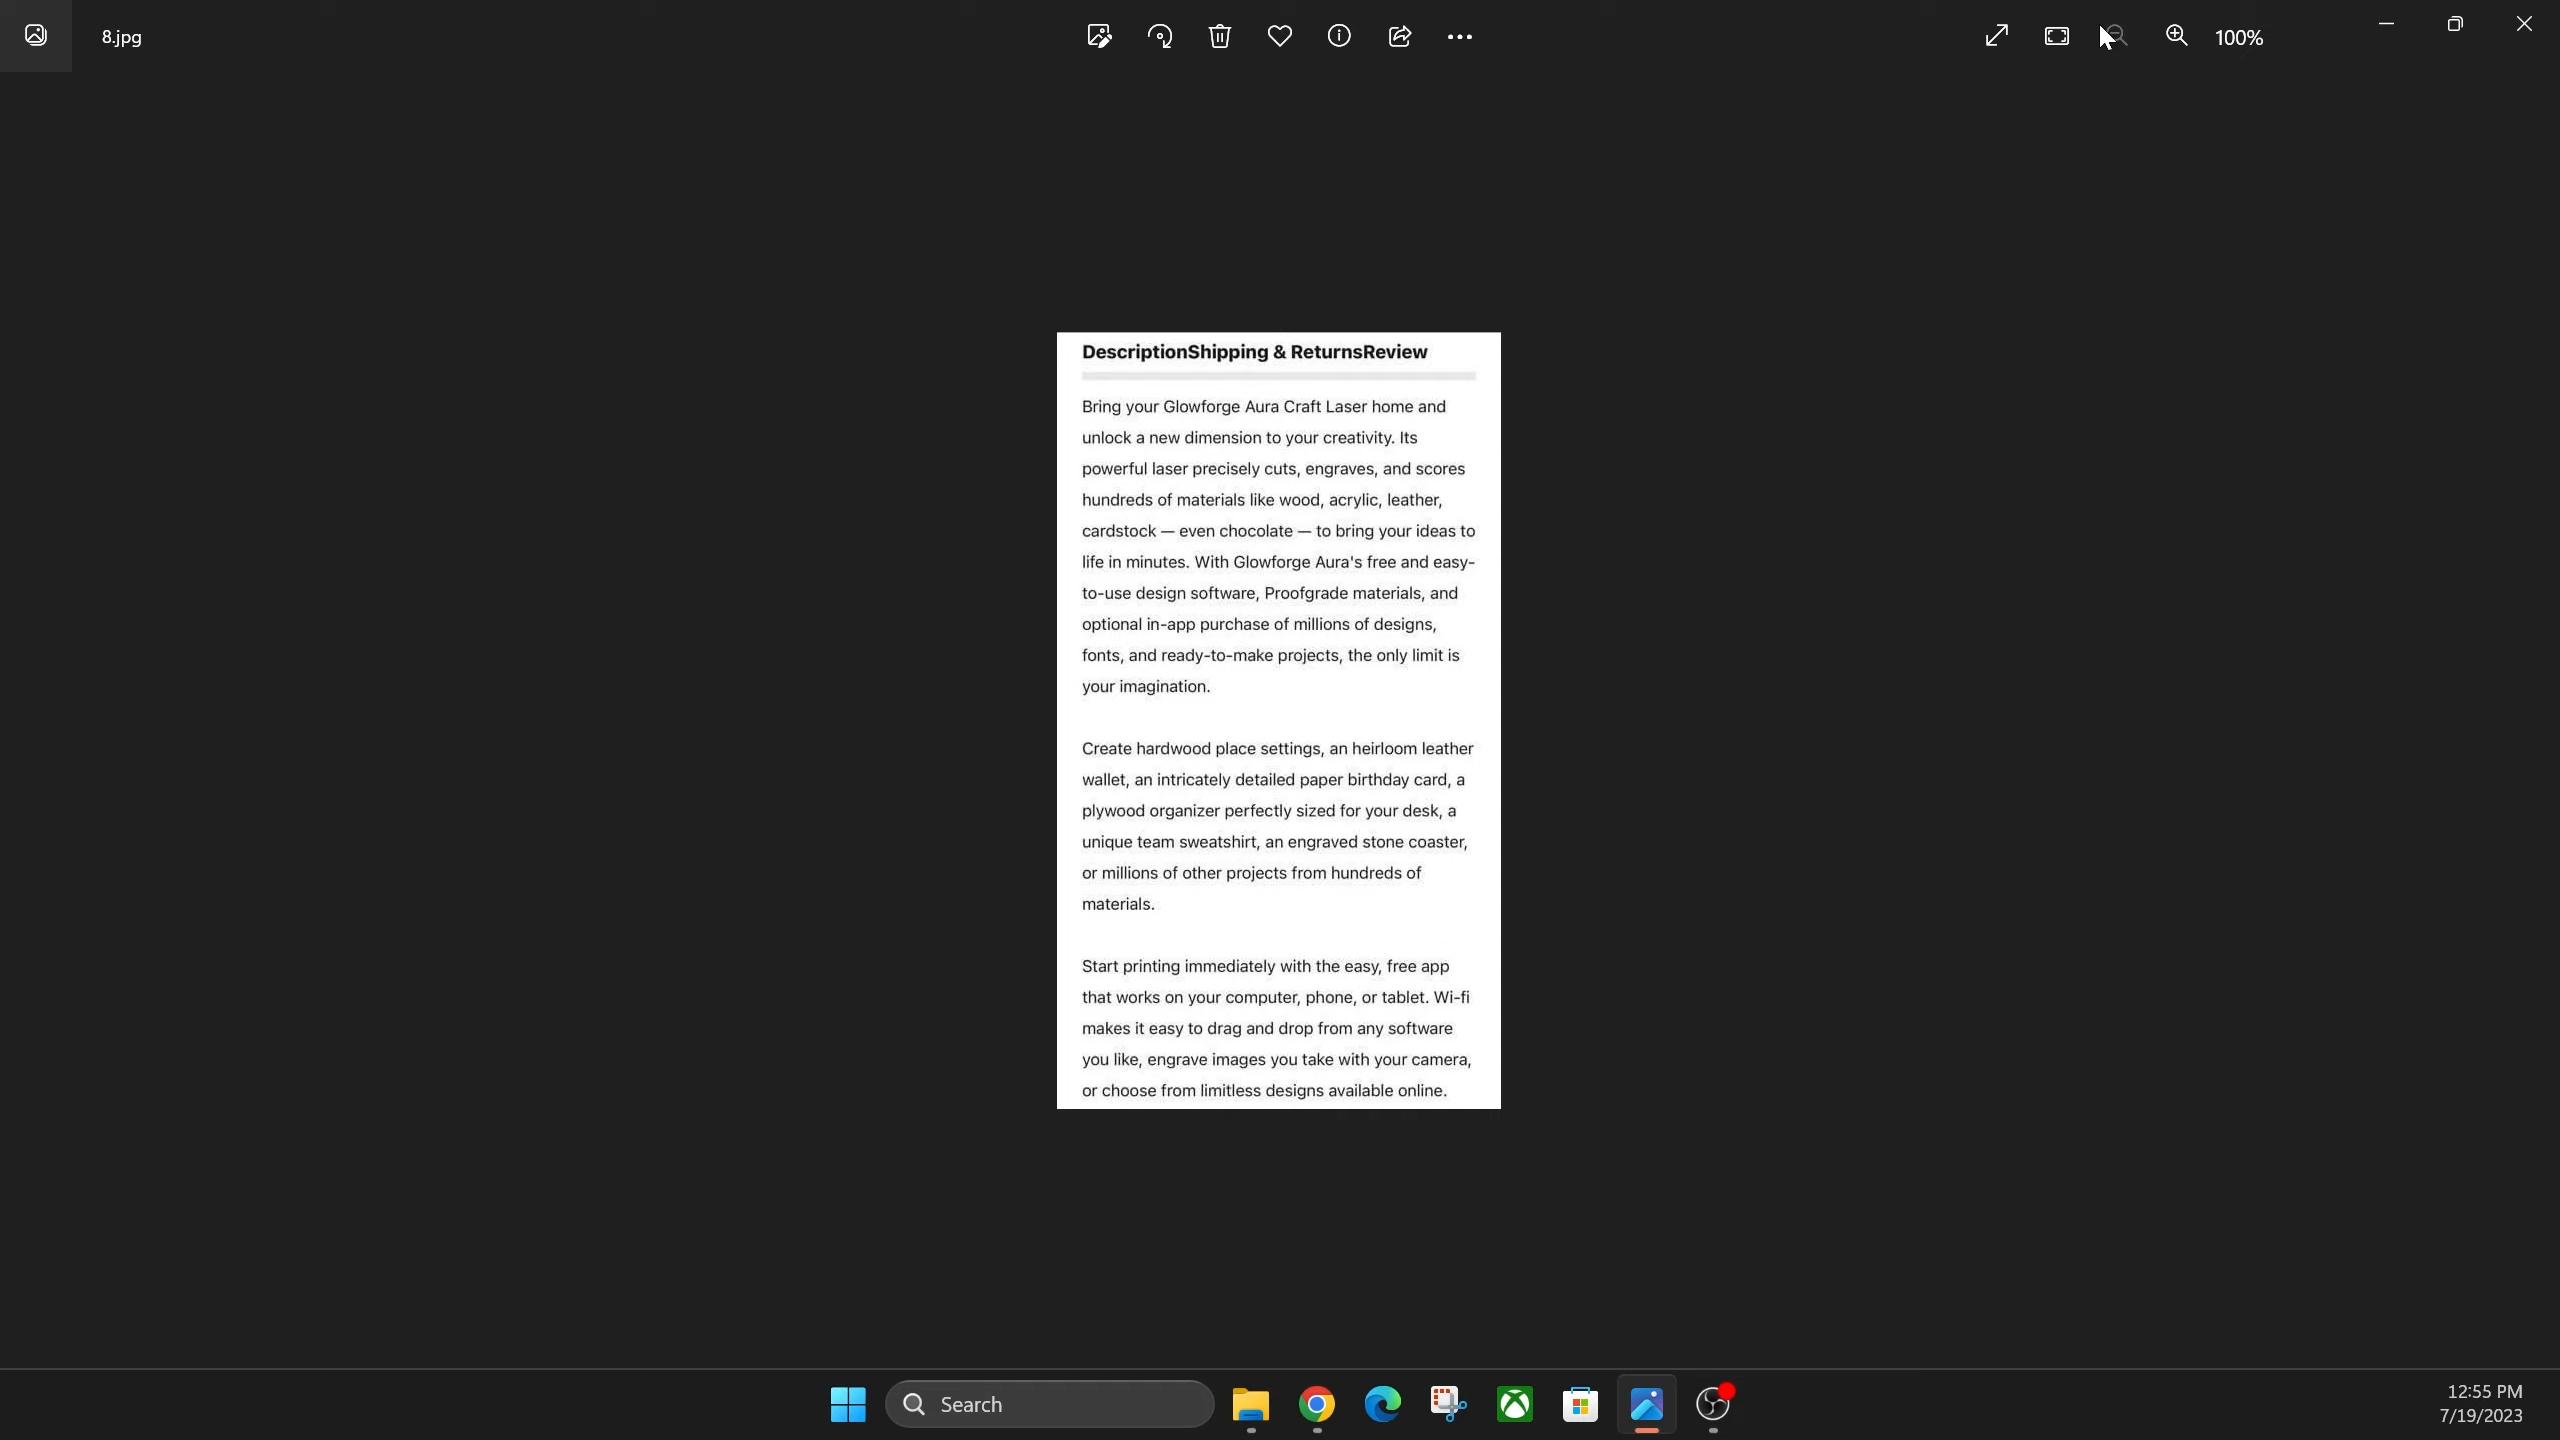 8.jpg
100%
DescriptionShipping & ReturnsReview
Bring your Glowforge Aura Craft Laser home and
unlock a new dimension to your creativity. Its
powerful laser precisely cuts, engraves, and scores
hundreds of materials like wood, acrylic, leather,
cardstock — even chocolate — to bring your ideas to
life in minutes. With Glowforge Aura's free and easy-
to-use design software, Proofgrade materials, and
optional in-app purchase of millions of designs,
fonts, and ready-to-make projects, the only limit is
your imagination.
Create hardwood place settings, an heirloom leather
wallet, an intricately detailed paper birthday card, a
plywood organizer perfectly sized for your desk, a
unique team sweatshirt, an engraved stone coaster,
or millions of other projects from hundreds of
materials.
Start printing immediately with the easy, free app
that works on your computer, phone, or tablet. Wi-fi
makes it easy to drag and drop from any software
you like, engrave images you take with your camera,
or choose from limitless designs available online.
Search
12:55 PM
7/19/2023